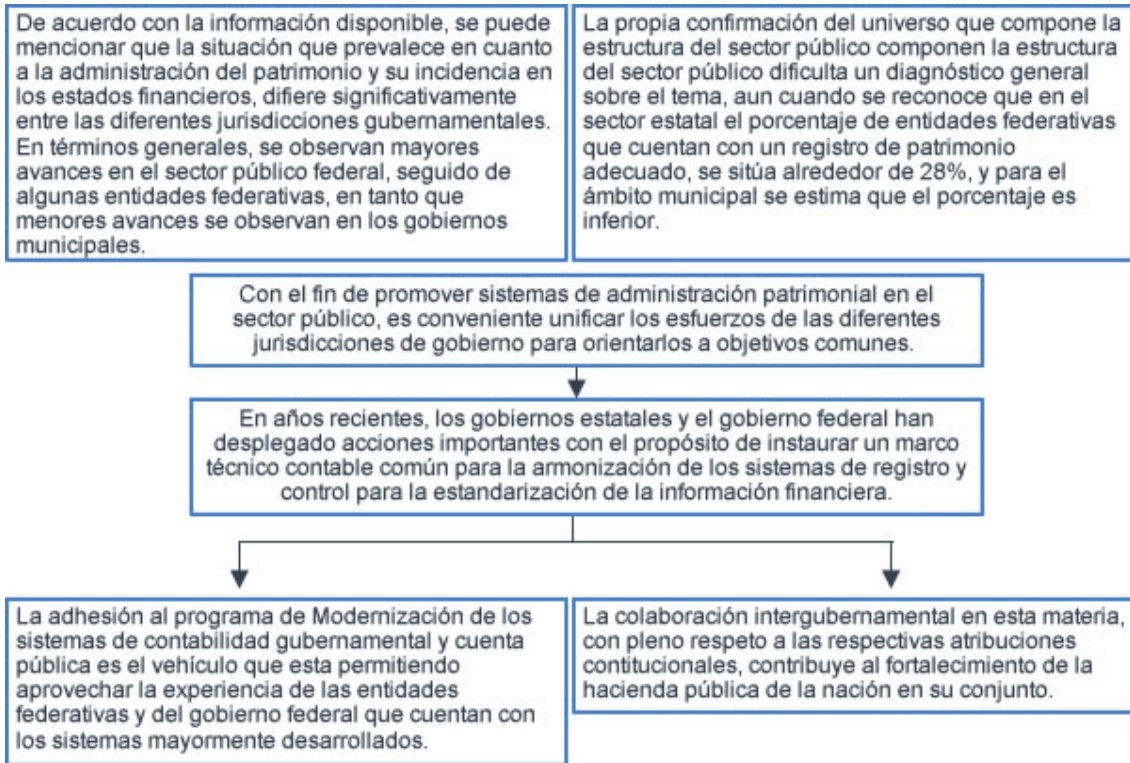 De acuerdo con la información disponible, se puede
mencionar que la situación que prevalece en cuanto
a la administración del patrimonio y su incidencia en
los estados financieros, difiere significativamente
entre las diferentes jurisdicciones gubernamentales.
En términos generales, se observan mayores
avances en el sector público federal, seguido de
algunas entidades federativas, en tanto que
menores avances se observan en los gobiernos
municipales.
La propia confirmación del universo que compone la
estructura del sector público componen la estructura
del sector público dificulta un diagnóstico general
sobre el tema, aun cuando se reconoce que en el
sector estatal el porcentaje de entidades federativas
que cuentan con un registro de patrimonio
adecuado, se sitúa alrededor de 28%, y para el
ámbito municipal se estima que el porcentaje es
inferior.
Con el fin de promover sistemas de administración patrimonial en el
sector público, es conveniente unificar los esfuerzos de las diferentes
jurisdicciones de gobierno para orientarlos a objetivos comunes.
En años recientes, los gobiernos estatales y el gobierno federal han
desplegado acciones importantes con el propósito de instaurar un marco
técnico contable común para la armonización de los sistemas de registro y
control para la estandarización de la información financiera.
La adhesión al programa de Modernización de los
sistemas de contabilidad gubernamental y cuenta
pública es el vehículo que esta permitiendo
aprovechar la experiencia de las entidades
federativas y del gobierno federal que cuentan con
los sistemas mayormente desarrollados.
La colaboración intergubernamental en esta materia,
con pleno respeto a las respectivas atribuciones
contitucionales, contribuye al fortalecimiento de la
hacienda pública de la nación en su conjunto.